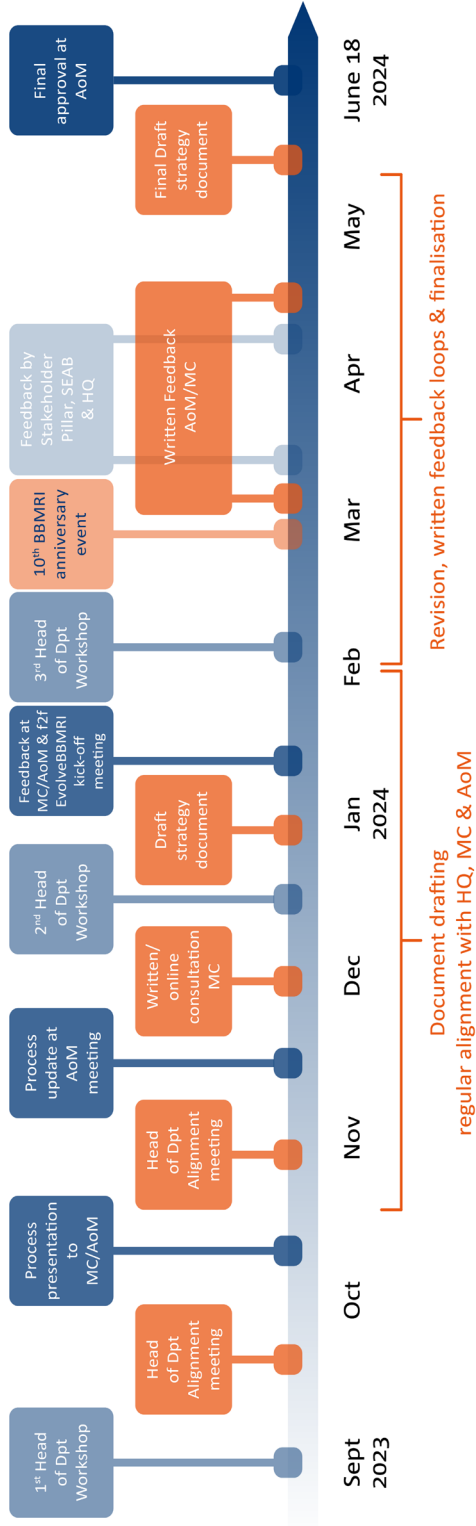 1st Head
of Dpt
Workshop
Process
presentation
to
MC/AoM
Process
update at
AoM
meeting
2nd Head
of Dpt
Workshop
Feedback at
MC/AoM & f2f
EvolveBBMRI
kick-off
meeting
3rd Head
of Dpt
Workshop
10th BBMRI
anniversary
event
Feedback by
Stakeholder
Pillar, SEAB
& HQ
Final
approval at
AoM
Head
of Dpt
Alignment
meeting
Head
of Dpt
Alignment
meeting
Written/
online
consultation
MC
Draft
strategy
document
Written Feedback
AoM/MC
Final Draft
strategy
document
Sept
2023
Oct
Nov
Dec
Jan
2024
Feb
Mar
Apr
May
June 18
2024
Document drafting
regular alignment with HQ, MC & AoM
Revision, written feedback loops & finalisation